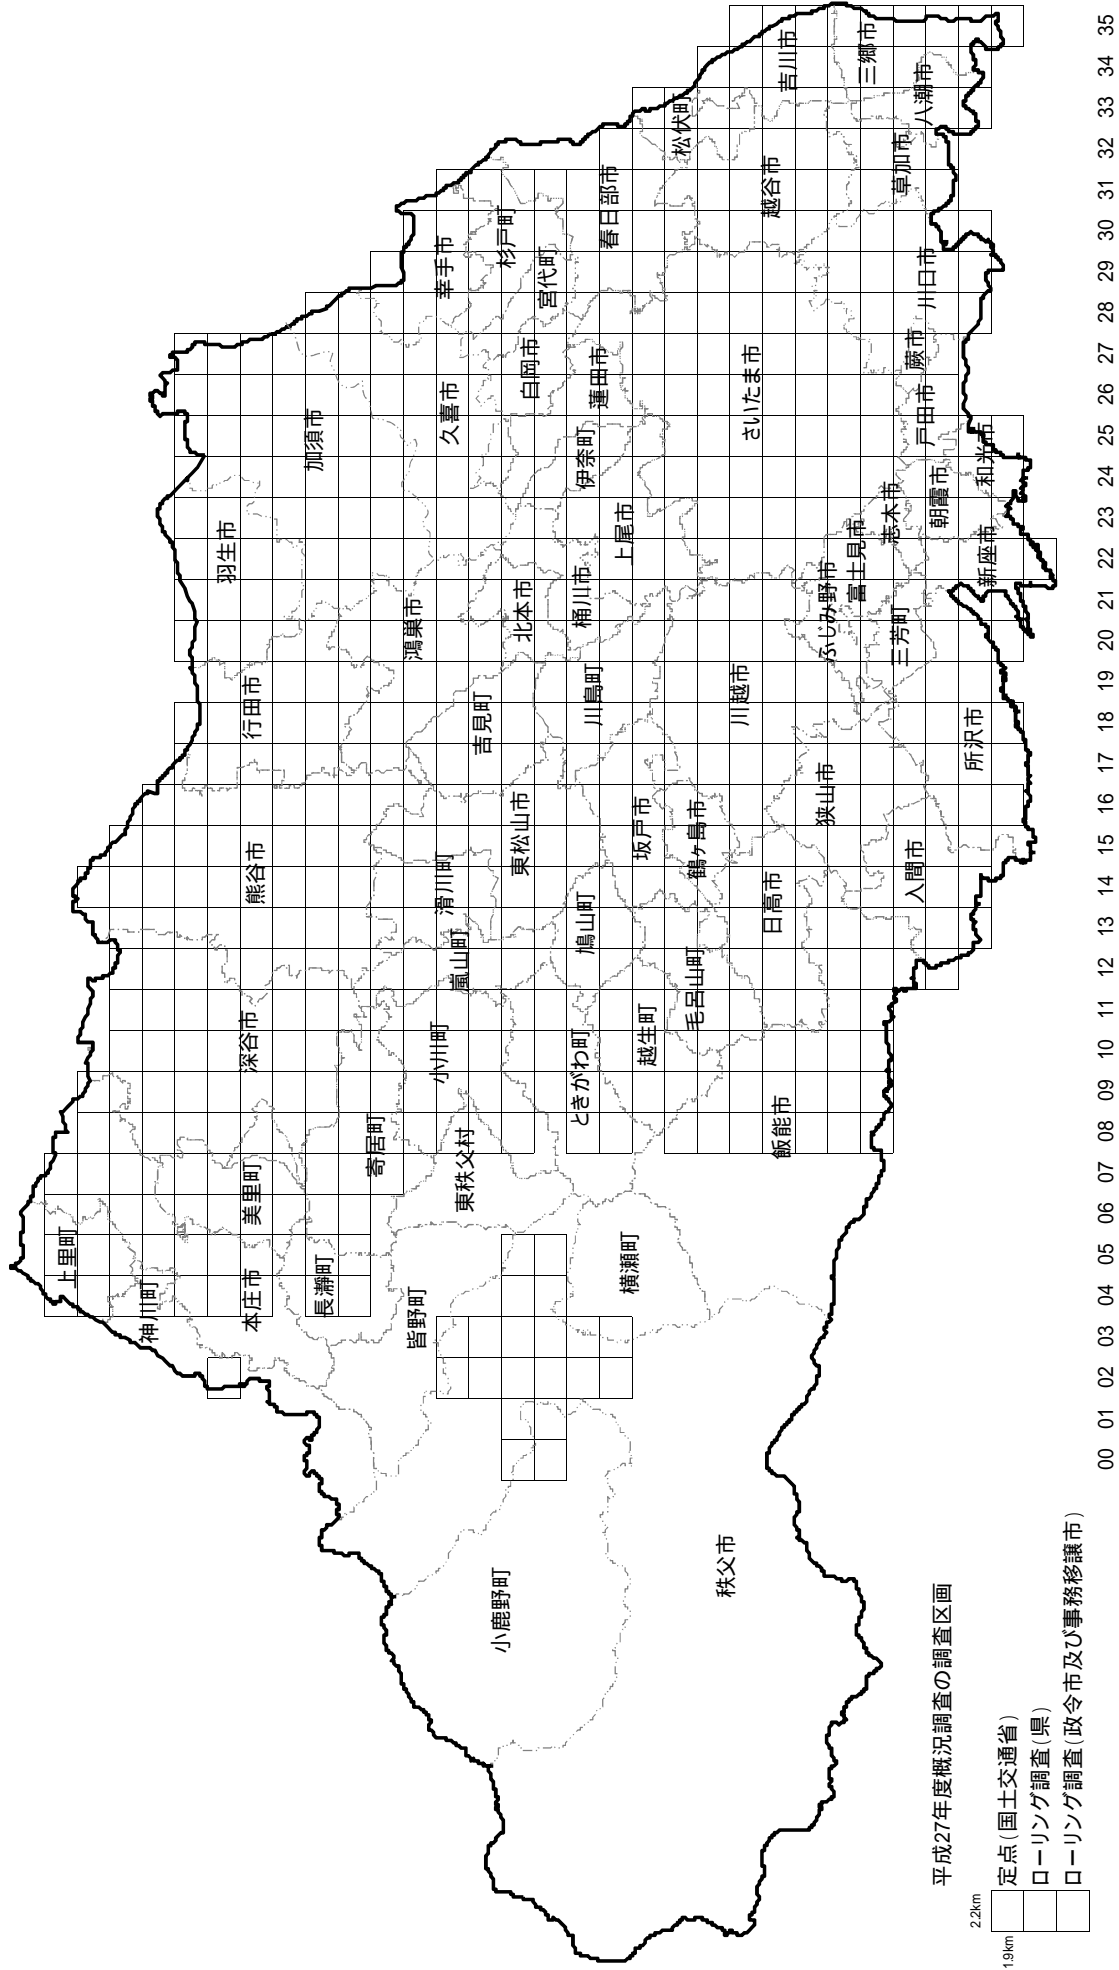 上里町
神川町
本庄市
美里町
深谷市
熊谷市
行田市
羽生市
加須市
長瀞町
寄居町
皆野町
東秩父村
小川町
嵐山町
滑川町
東松山市
吉見町
鴻巣市
北本市
久喜市
幸手市
杉戸町
宮代町
白岡市
蓮田市
伊奈町
桶川市
上尾市
春日部市
松伏町
小鹿野町
秩父市
横瀬町
ときがわ町
越生町
鳩山町
毛呂山町
坂戸市
鶴ヶ島市
川島町
川越市
さいたま市
越谷市
吉川市
三郷市
飯能市
日高市
狭山市
入間市
所沢市
ふじみ野市
富士見市
三芳町
志木市
新座市
朝霞市
和光市
戸田市
蕨市
川口市
草加市
八潮市
平成27年度概況調査の調査区画
2.2km
1.9km
定点(国土交通省)
ローリング調査(県)
ローリング調査(政令市及び事務移譲市)
00 01 02 03 04 05 06 07 08 09 10 11 12 13 14 15 16 17 18 19 20 21 22 23 24 25 26 27 28 29 30 31 32 33 34 35